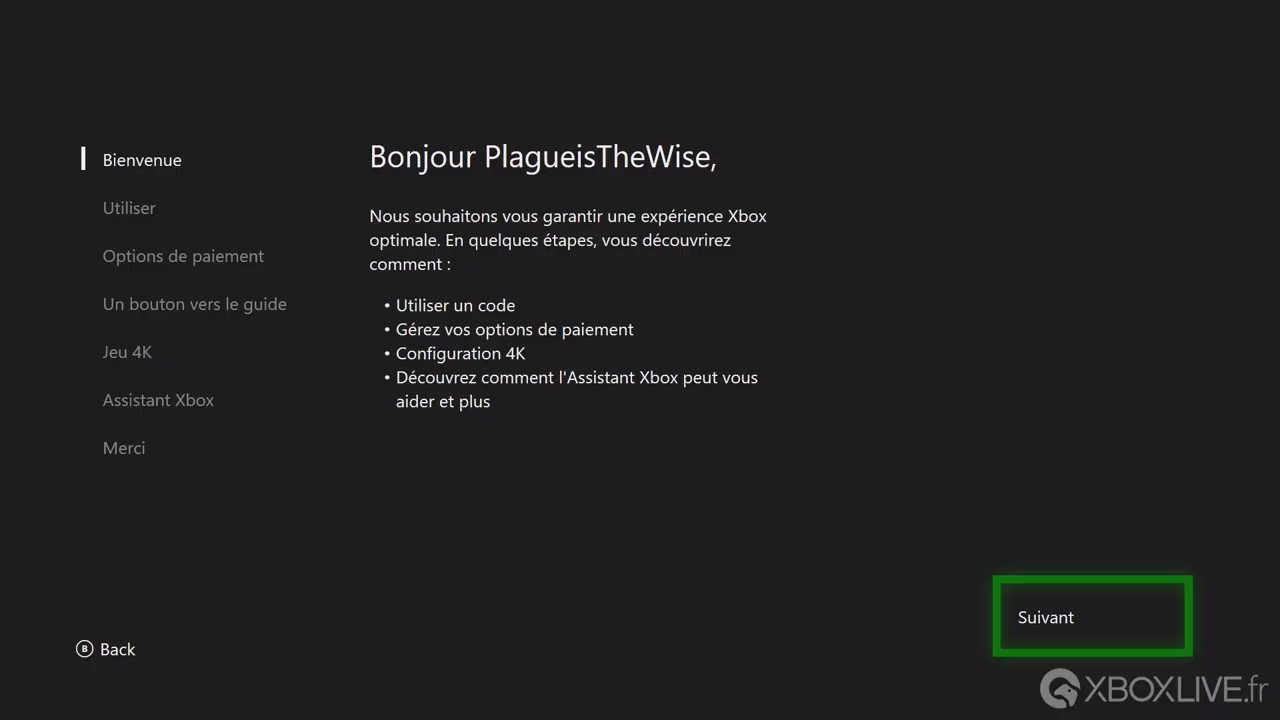 Bienvenue
Utiliser
Options de paiement
Un bouton vers le guide
Jeu 4K
Assistant Xbox
Merci
Bonjour PlagueisTheWise,
Nous souhaitons vous garantir une expérience Xbox
optimale. En quelques étapes, vous découvrirez
comment :
• Utiliser un code
• Gérez vos options de paiement
• Configuration 4K
• Découvrez comment l'Assistant Xbox peut vous
aider et plus
Suivant
B Back
XBOXLIVE.fr